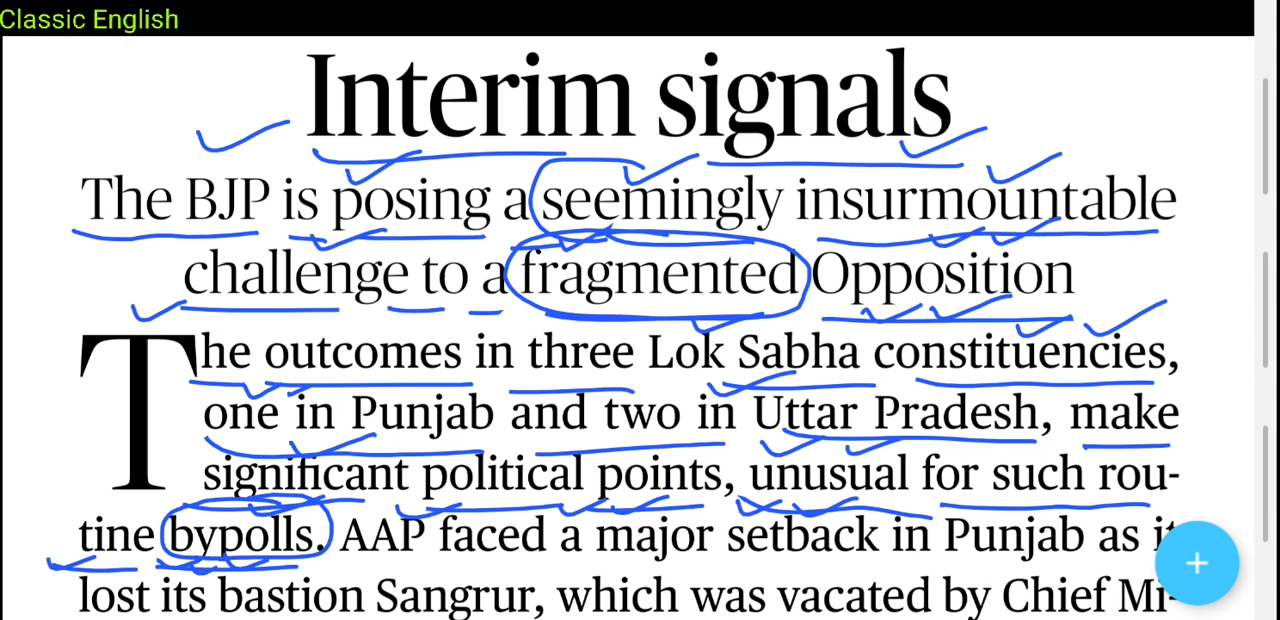 Classic English
Interim signals
The BJP is posing a seemingly insurmountable
challenge to a fragmented Opposition
The outcomes in three Lok Sabha constituencies,
one in Punjab and two in Uttar Pradesh, make
significant political points, unusual for such rou-
tine bypolls. AAP faced a major setback in Punjab as it
lost its bastion Sangrur, which was vacated by Chief Mi-